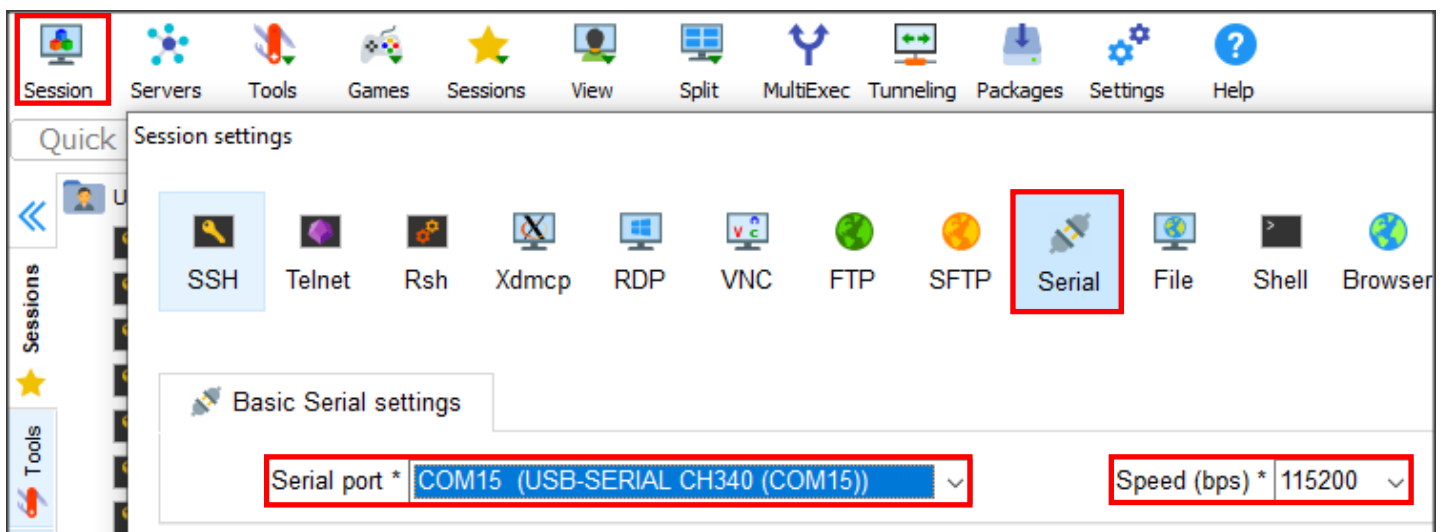 Session Servers Tools Games Sessions View Split MultiExec Tunneling Packages Settings Help
Quick
Session settings
U
SSH Telnet Rsh Xdmcp RDP VNC FTP SFTP Serial File Shell Browser
Sessions
Tools
Basic Serial settings
Serial port * COM15 (USB-SERIAL CH340 (COM15)) Speed (bps) * 115200